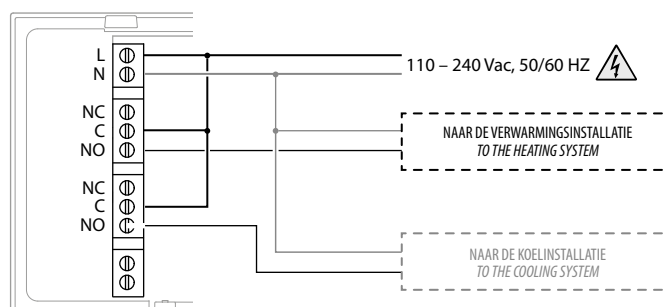 L
N
110 – 240 Vac, 50/60 HZ
NC
C
NO
NAAR DE VERWARMINGSINSTALLATIE
TO THE HEATING SYSTEM
NC
C
NO
NAAR DE KOELINSTALLATIE
TO THE COOLING SYSTEM